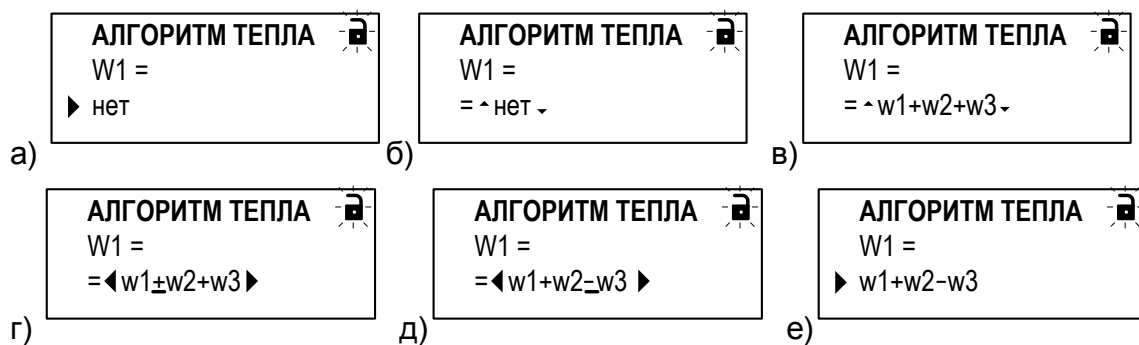 АЛГОРИТМ ТЕПЛА
W1 =
нет
а)
АЛГОРИТМ ТЕПЛА
W1 =
= нет
б)
АЛГОРИТМ ТЕПЛА
W1 =
= w1+w2+w3
в)
АЛГОРИТМ ТЕПЛА
W1 =
= w1+w2+w3
г)
АЛГОРИТМ ТЕПЛА
W1 =
= w1+w2−w3
д)
АЛГОРИТМ ТЕПЛА
W1 =
w1+w2−w3
е)